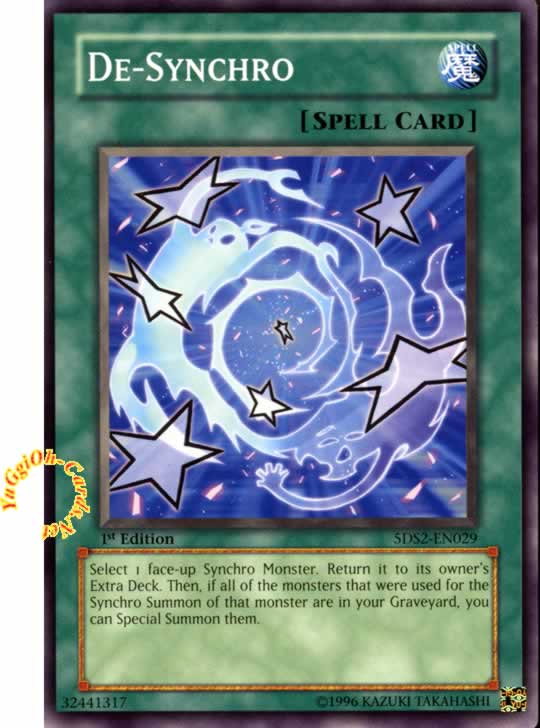 De-Synchro
SPELL
魔
[Spell Card]
1st Edition
5DS2-EN029
Select 1 face-up Synchro Monster. Return it to its owner's
Extra Deck. Then, if all of the monsters that were used for the
Synchro Summon of that monster are in your Graveyard, you
can Special Summon them.
32441317
©1996 KAZUKI TAKAHASHI
YuGgiOh-Cards.Net